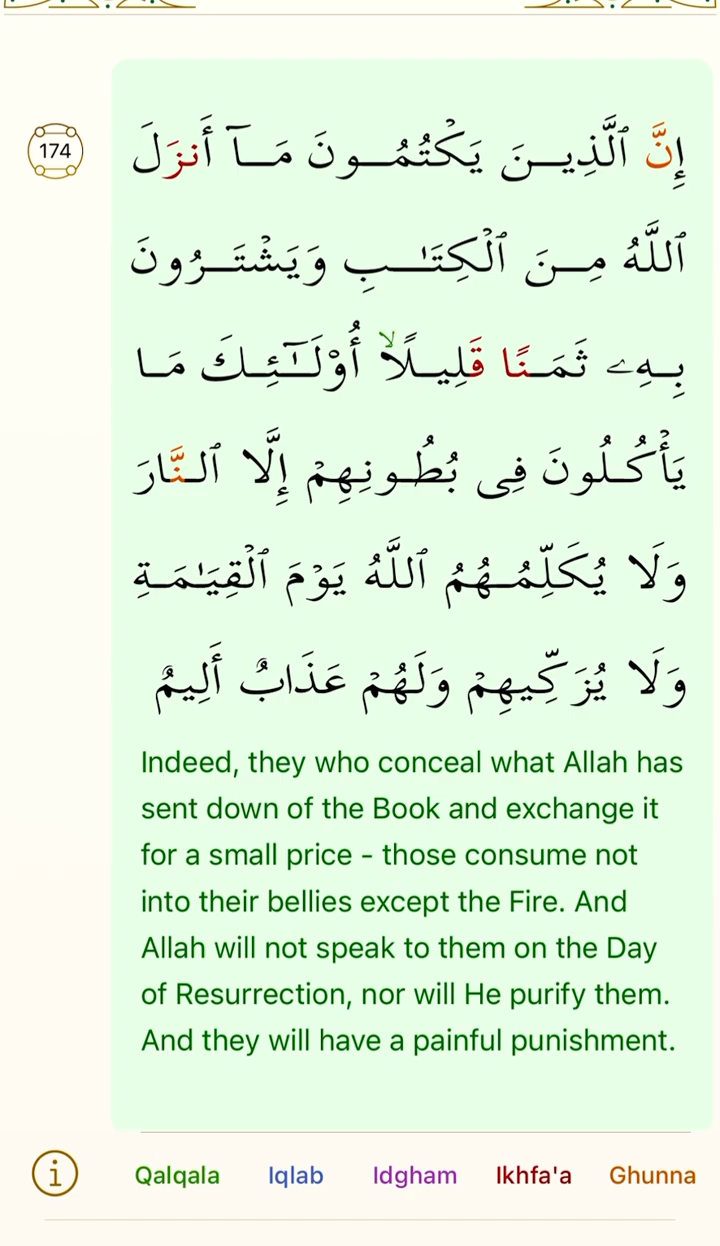 174
إِنَّ ٱلَّذِينَ يَكْتُمُونَ مَآ أَنزَلَ
ٱللَّهُ مِنَ ٱلْكِتَـٰبِ وَيَشْتَرُونَ
بِهِۦ ثَمَنًا قَلِيلًاۙ أُو۟لَـٰٓئِكَ مَا
يَأْكُلُونَ فِى بُطُونِهِمْ إِلَّا ٱلنَّارَ
وَلَا يُكَلِّمُهُمُ ٱللَّهُ يَوْمَ ٱلْقِيَـٰمَةِ
وَلَا يُزَكِّيهِمْ وَلَهُمْ عَذَابٌ أَلِيمٌ
Indeed, they who conceal what Allah has
sent down of the Book and exchange it
for a small price - those consume not
into their bellies except the Fire. And
Allah will not speak to them on the Day
of Resurrection, nor will He purify them.
And they will have a painful punishment.
i Qalqala Iqlab Idgham Ikhfa'a Ghunna